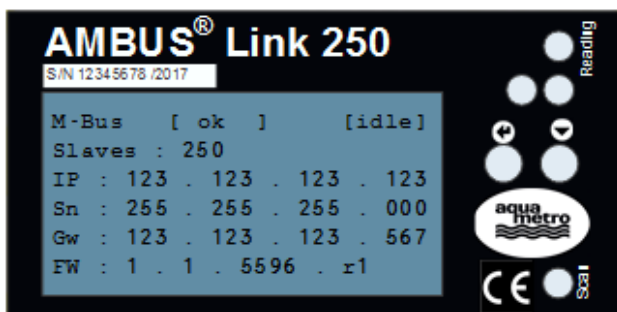 AMBUS® Link 250
S/N 12345678 /2017
Reading
M-Bus [ ok ] [idle]
Slaves : 250
IP : 123 . 123 . 123 . 123
Sn : 255 . 255 . 255 . 000
Gw : 123 . 123 . 123 . 567
FW : 1 . 1 . 5596 . r1
aqua
metro
CE
Scan